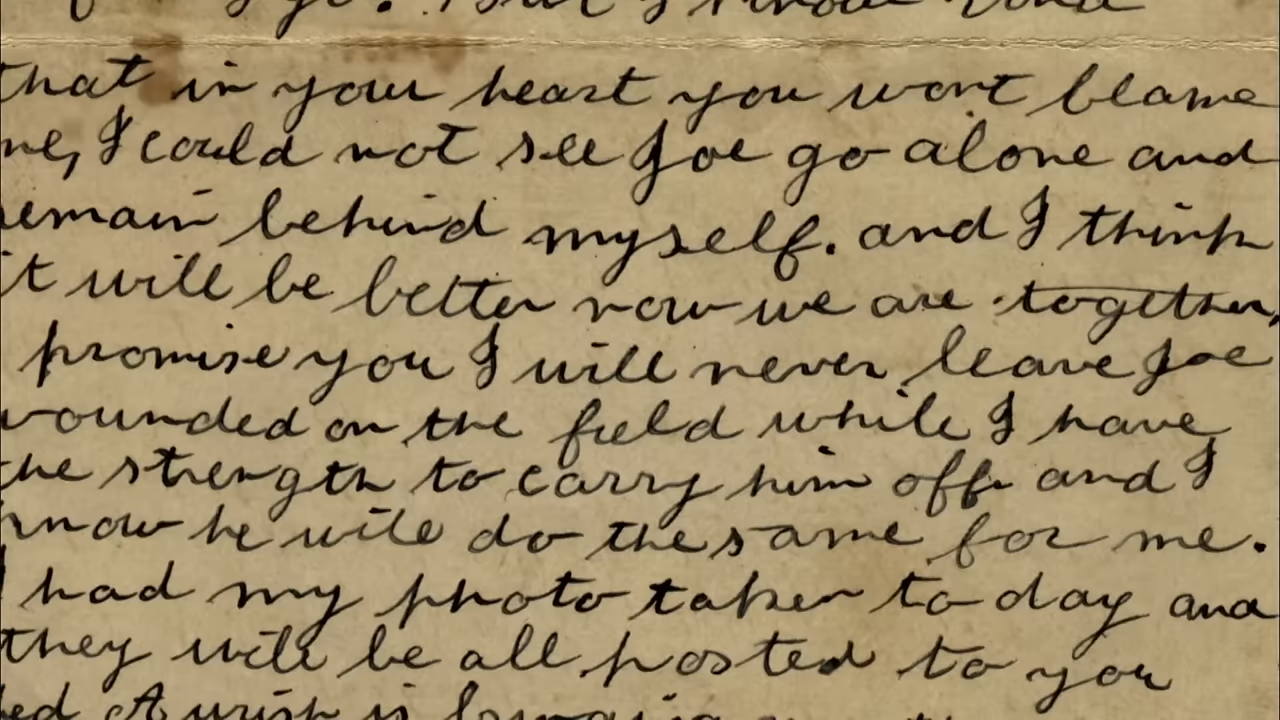 But I know
that in your heart you wont blame
me, I could not see Joe go alone and
remain behind myself. and I think
it will be better now we are together,
promise you I will never leave Joe
wounded on the field while I have
the strength to carry him off and I
know he will do the same for me.
I had my photo taken to day and
they will be all posted to you